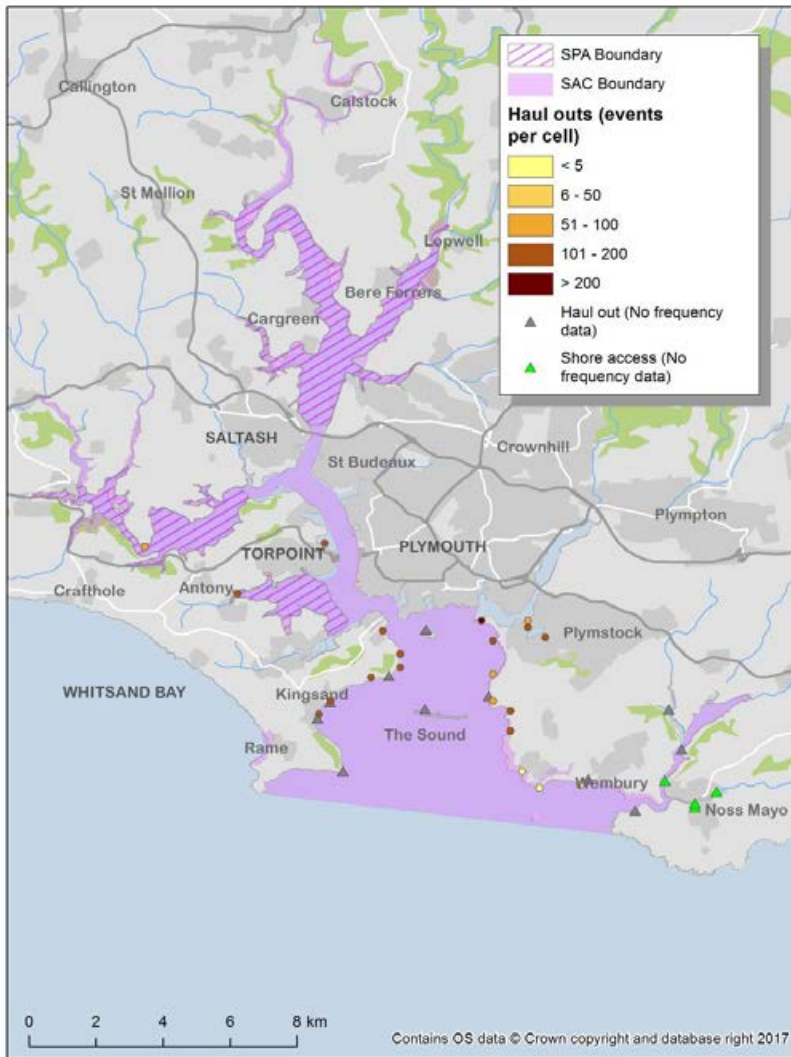 Callington
Calstock
St Mellion
Lopwell
Bere Ferrers
Cargreen
SALTASH
Crownhill
St Budeaux
Plympton
TORPOINT
PLYMOUTH
Crafthole
Antony
Plymstock
WHITSAND BAY
Kingsand
The Sound
Rame
Wembury
Noss Mayo
SPA Boundary
SAC Boundary
Haul outs (events
per cell)
< 5
6 - 50
51 - 100
101 - 200
> 200
Haul out (No frequency
data)
Shore access (No
frequency data)
0 2 4 6 8 km
Contains OS data © Crown copyright and database right 2017